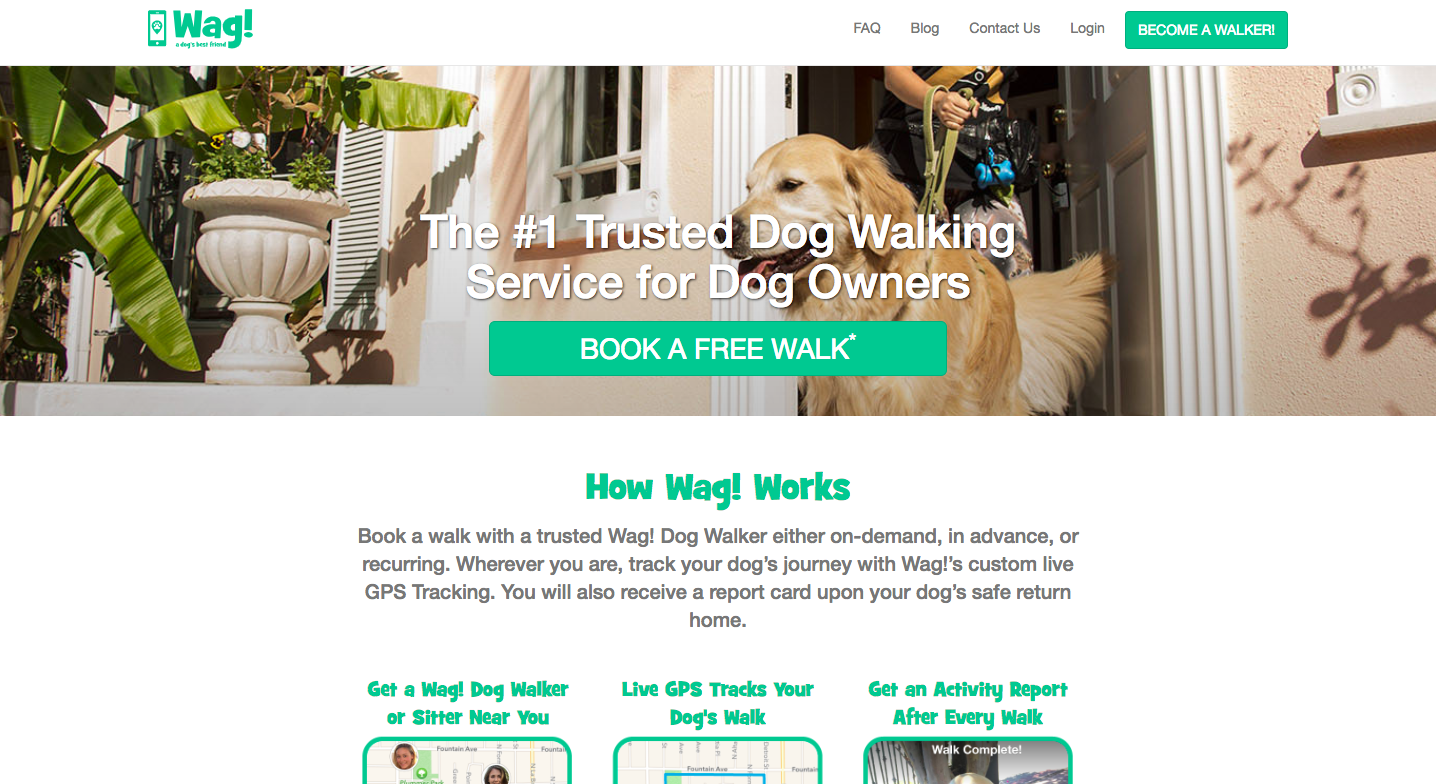 Wag!
a dog's best friend
FAQ Blog Contact Us Login BECOME A WALKER!
The #1 Trusted Dog Walking
Service for Dog Owners
BOOK A FREE WALK*
How Wag! Works
Book a walk with a trusted Wag! Dog Walker either on-demand, in advance, or
recurring. Wherever you are, track your dog’s journey with Wag!’s custom live
GPS Tracking. You will also receive a report card upon your dog’s safe return
home.
Get a Wag! Dog Walker
or Sitter Near You
Live GPS Tracks Your
Dog's Walk
Get an Activity Report
After Every Walk
Fountain Ave
Plummer Park
Fountain Ave
Walk Complete!